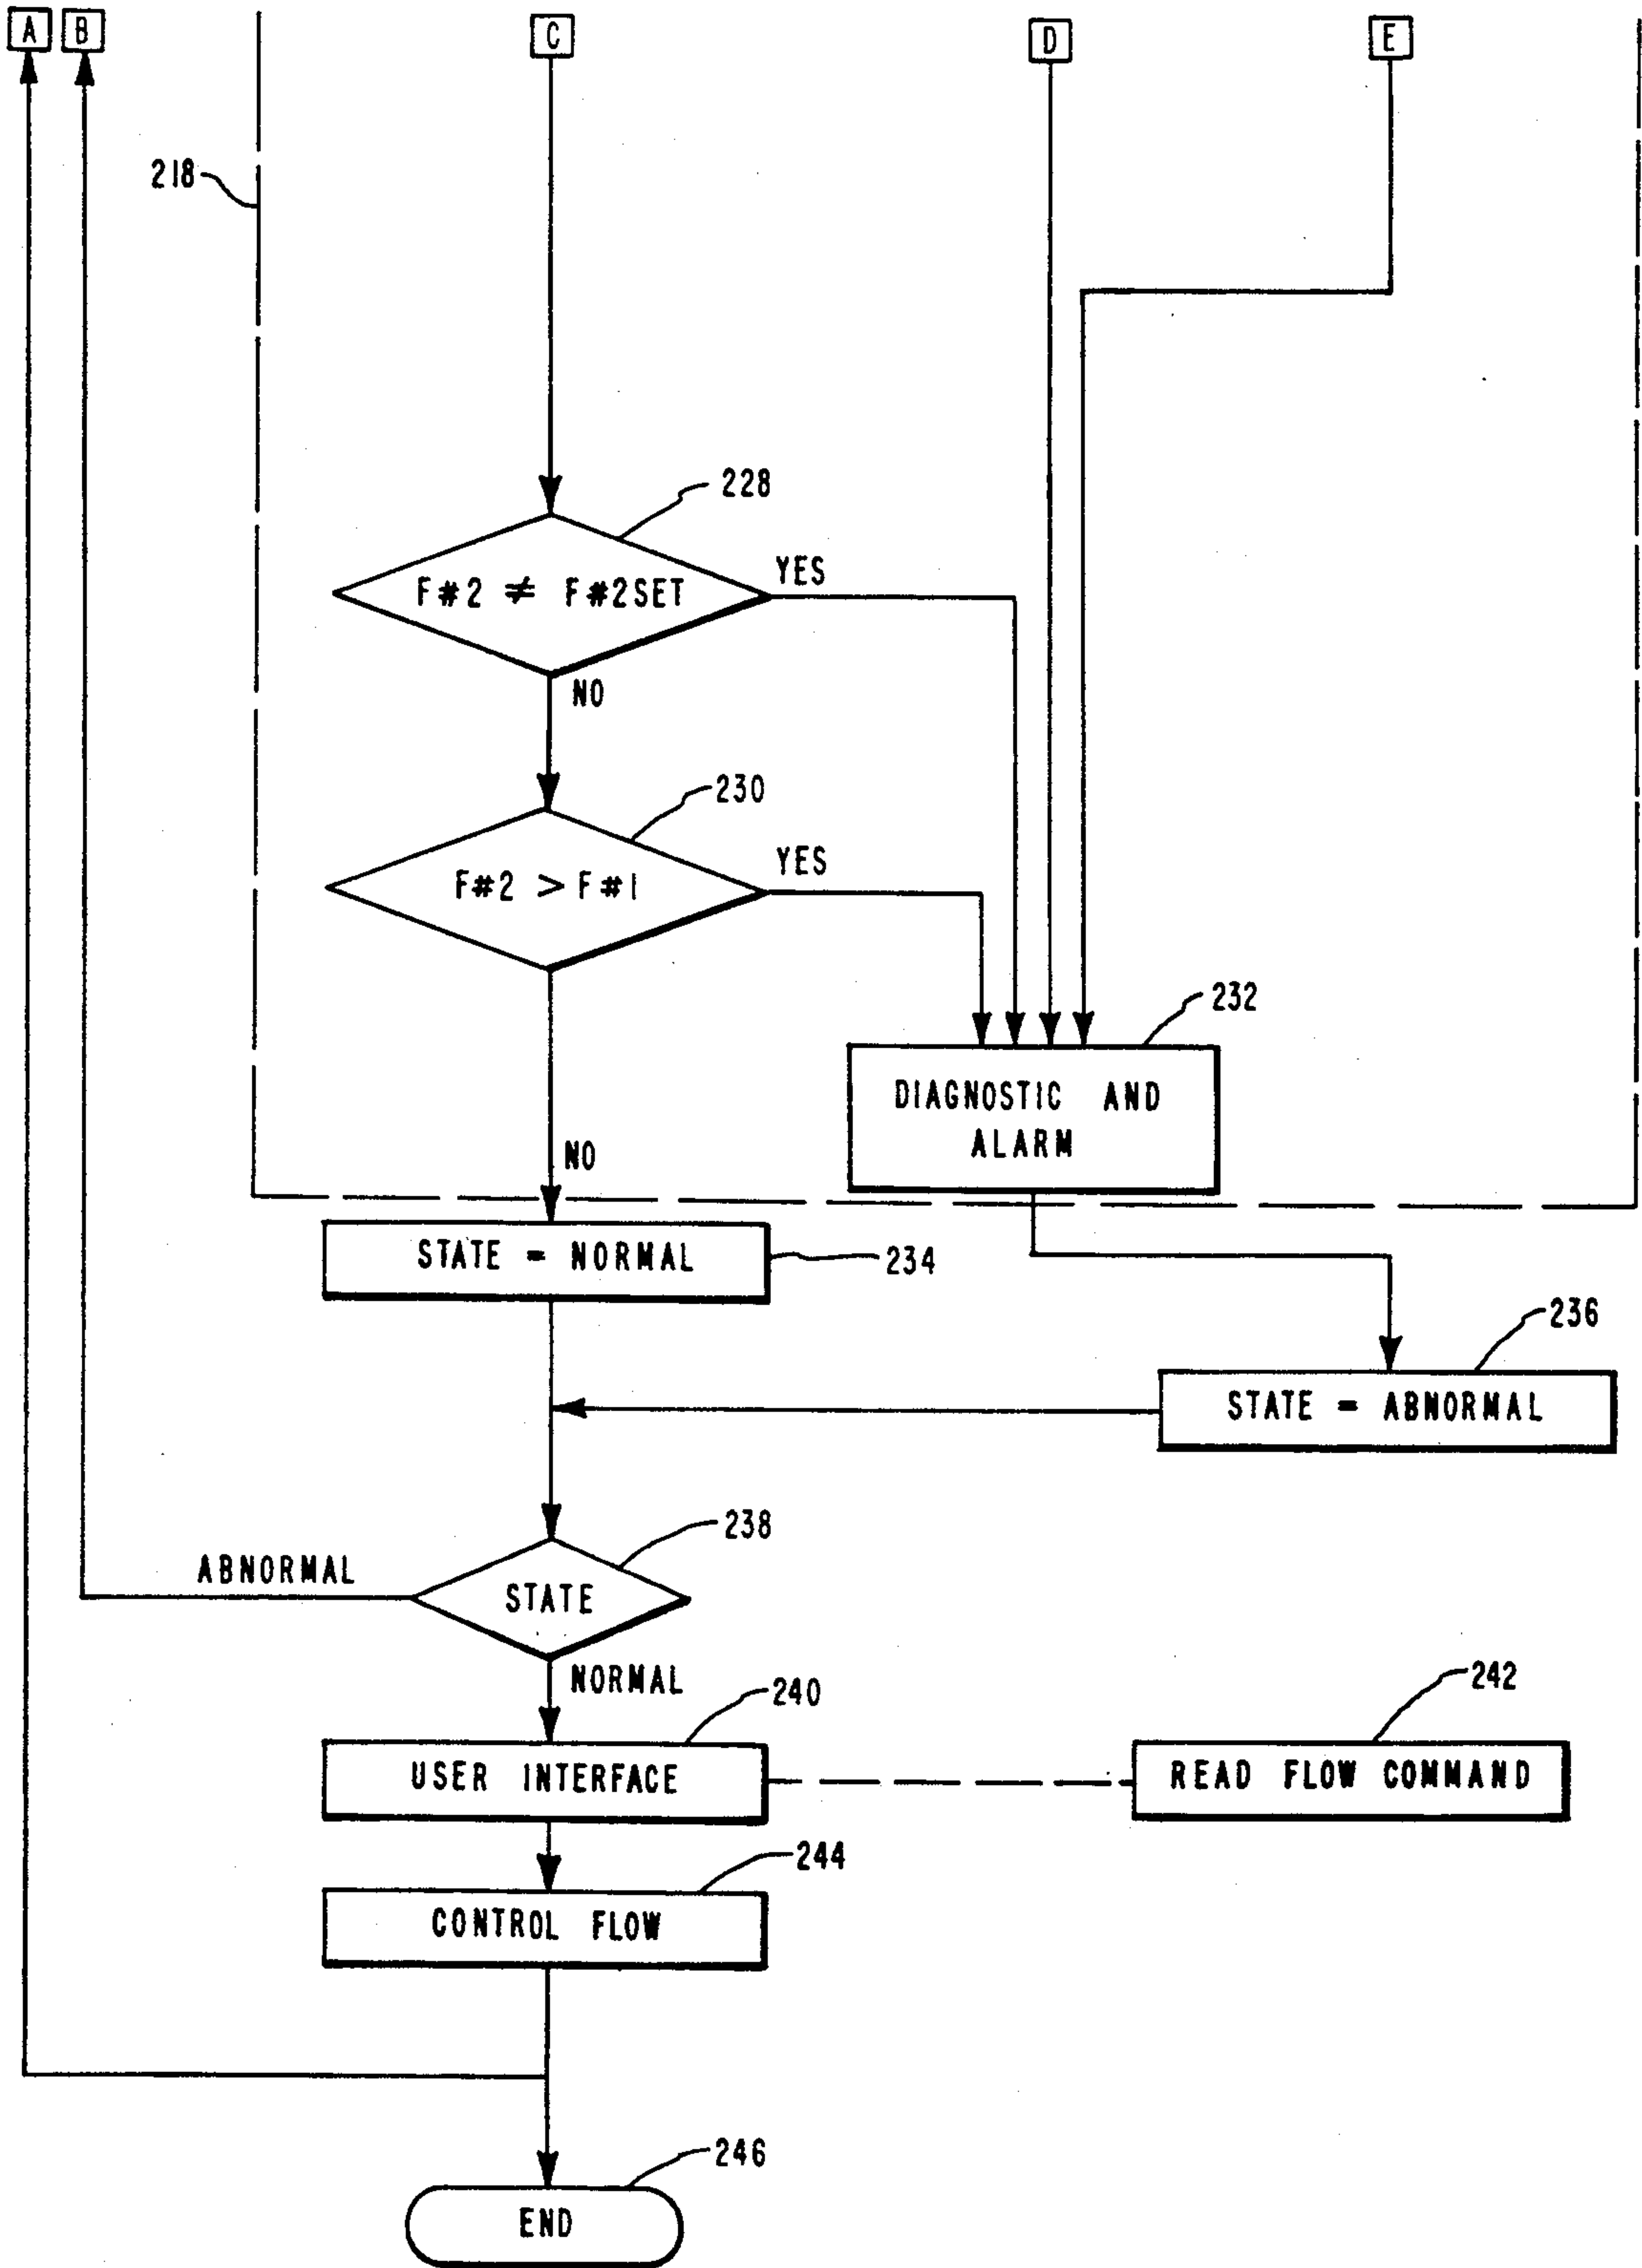 A B C D E
218
228
F#2 ≠ F#2SET
YES
NO
230
F#2 > F#1
YES
232
DIAGNOSTIC AND
ALARM
NO
STATE = NORMAL
234
236
STATE = ABNORMAL
238
ABNORMAL
STATE
NORMAL
240
242
USER INTERFACE
READ FLOW COMMAND
244
CONTROL FLOW
246
END